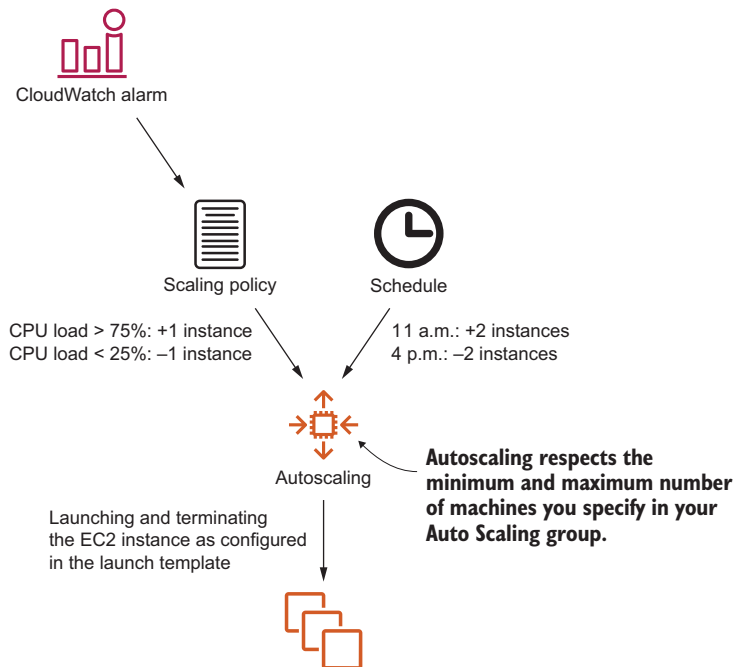 CloudWatch alarm
Scaling policy
Schedule
CPU load > 75%: +1 instance
CPU load < 25%: –1 instance
11 a.m.: +2 instances
4 p.m.: –2 instances
Autoscaling
Autoscaling respects the
minimum and maximum number
of machines you specify in your
Auto Scaling group.
Launching and terminating
the EC2 instance as configured
in the launch template